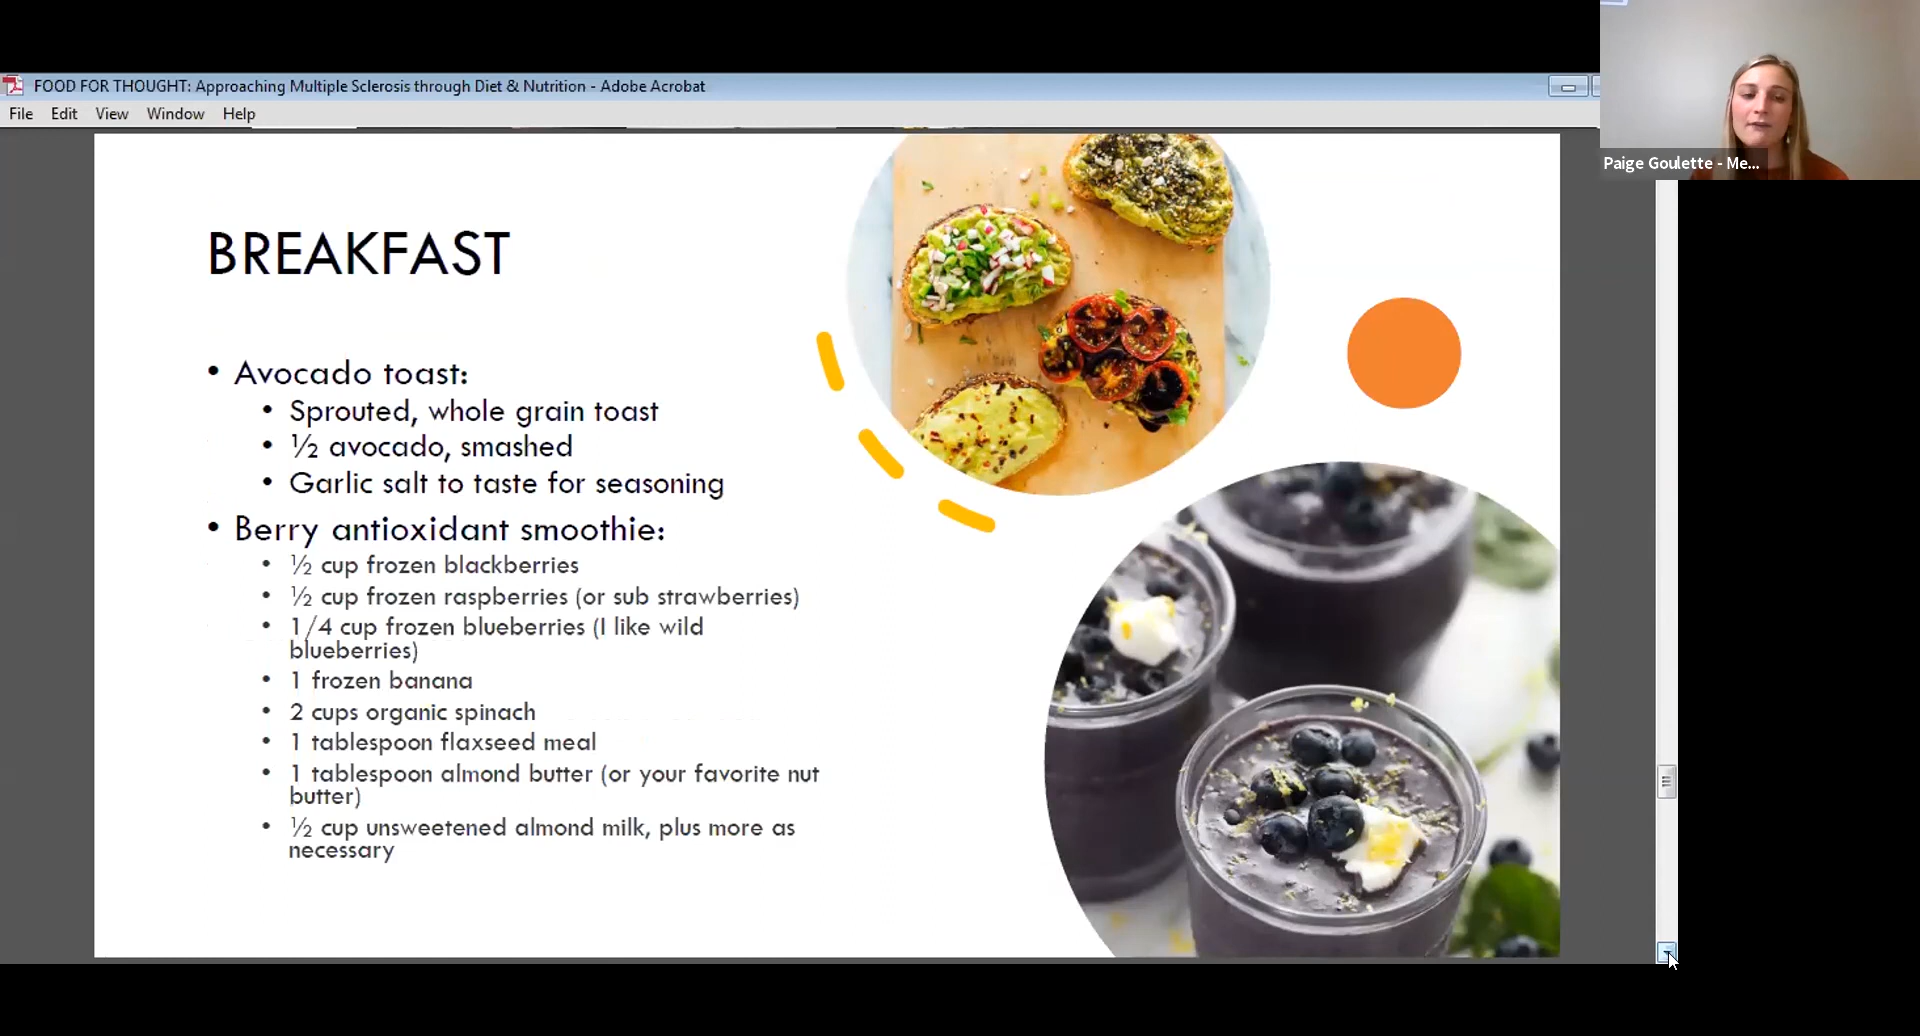 FOOD FOR THOUGHT: Approaching Multiple Sclerosis through Diet & Nutrition - Adobe Acrobat
File Edit View Window Help
Paige Goulette - Me...
BREAKFAST
• Avocado toast:
• Sprouted, whole grain toast
• ½ avocado, smashed
• Garlic salt to taste for seasoning
• Berry antioxidant smoothie:
• ½ cup frozen blackberries
• ½ cup frozen raspberries (or sub strawberries)
• 1/4 cup frozen blueberries (I like wild
blueberries)
• 1 frozen banana
• 2 cups organic spinach
• 1 tablespoon flaxseed meal
• 1 tablespoon almond butter (or your favorite nut
butter)
• ½ cup unsweetened almond milk, plus more as
necessary